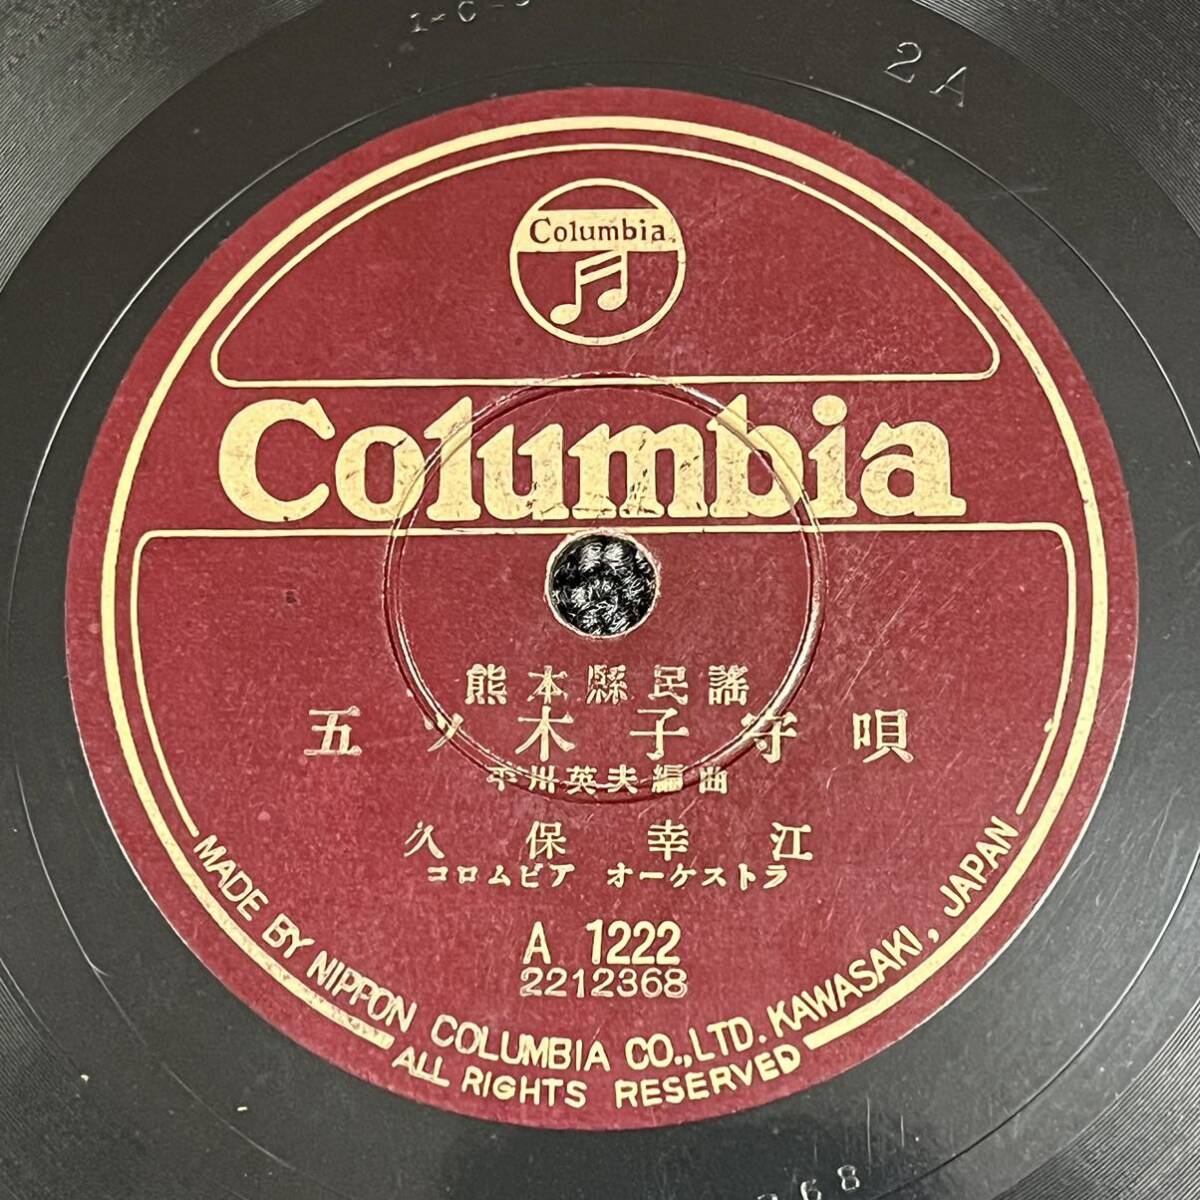 2A
Columbia
Columbia
熊本縣民謠
五ッ木子守唄
平川英夫編曲
久保幸江
コロムビア オーケストラ
A 1222
2212368
MADE BY NIPPON COLUMBIA CO.,LTD. KAWASAKI, JAPAN
ALL RIGHTS RESERVED